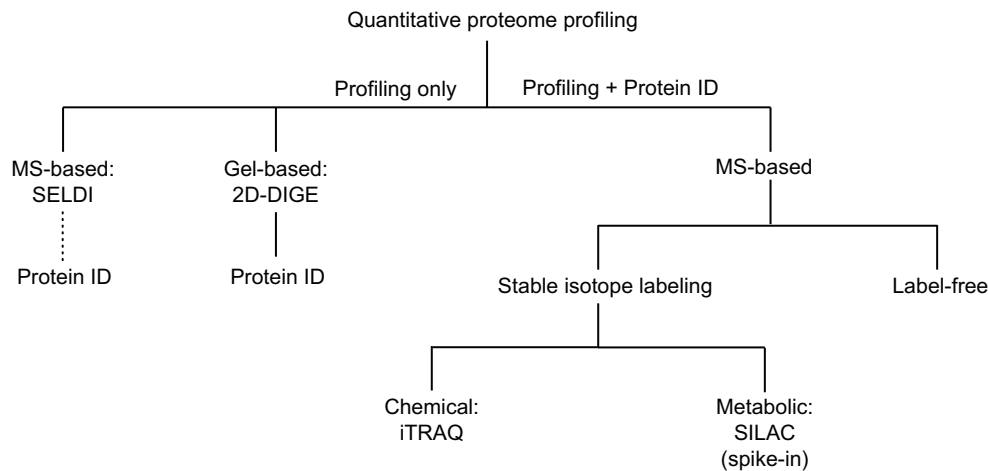 Quantitative proteome profiling
Profiling only
Profiling + Protein ID
MS-based:
SELDI
Gel-based:
2D-DIGE
MS-based
Protein ID
Protein ID
Stable isotope labeling
Label-free
Chemical:
iTRAQ
Metabolic:
SILAC
(spike-in)